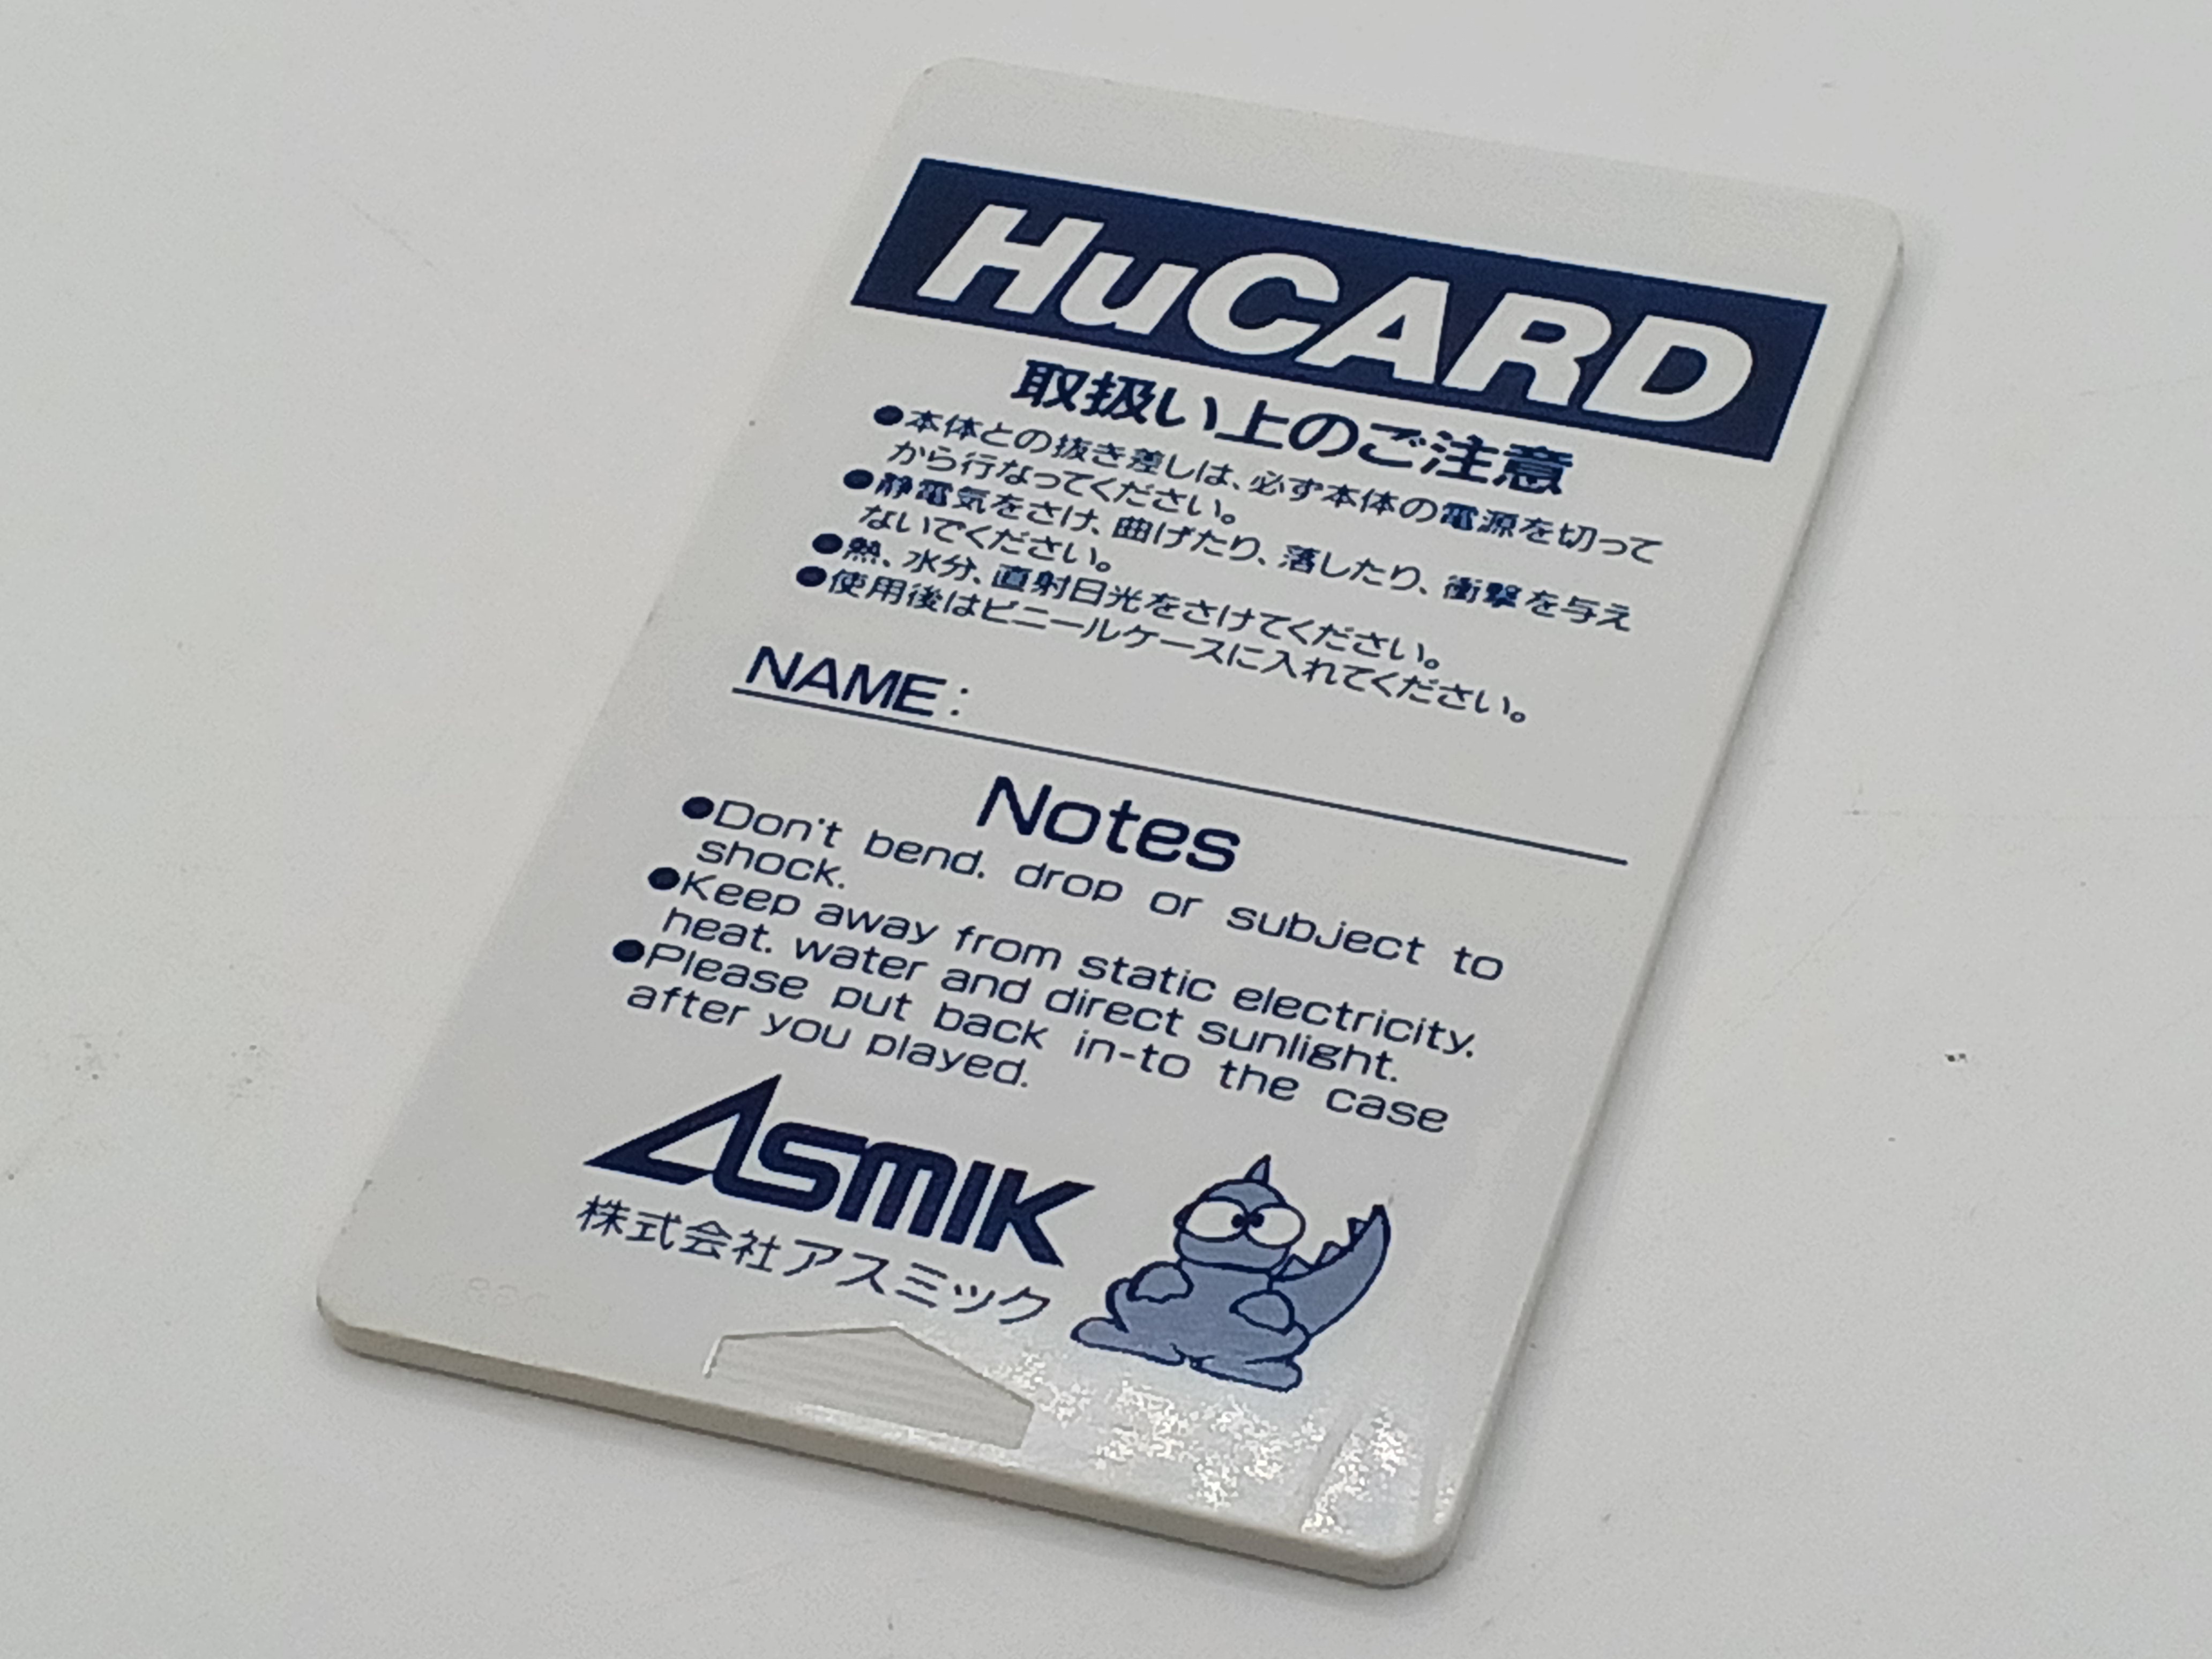 HuCARD
取扱い上のご注意
●本体との抜き差しは、必ず本体の電源を切って
から行なってください。
●静電気をさけ、曲げたり、落したり、衝撃を与え
ないでください。
●熱、水分、直射日光をさけてください。
●使用後はビニールケースに入れてください。
NAME:
Notes
●Don't bend. drop or subject to
shock.
●Keep away from static electricity.
heat. water and direct sunlight.
●Please put back in-to the case
after you played.
ASMIK
株式会社アスミック